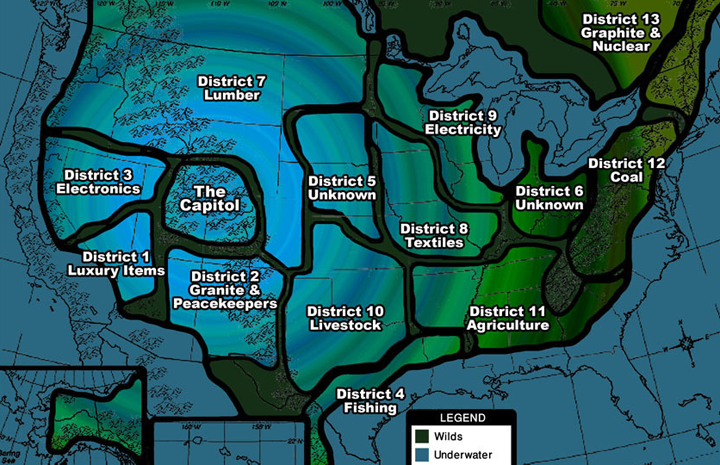 District 13
Graphite &
Nuclear
District 7
Lumber
District 9
Electricity
District 12
Coal
District 3
Electronics
The
Capitol
District 5
Unknown
District 6
Unknown
District 8
Textiles
District 1
Luxury Items
District 2
Granite &
Peacekeepers
District 10
Livestock
District 11
Agriculture
District 4
Fishing
LEGEND
Wilds
Underwater
Bering
Sea